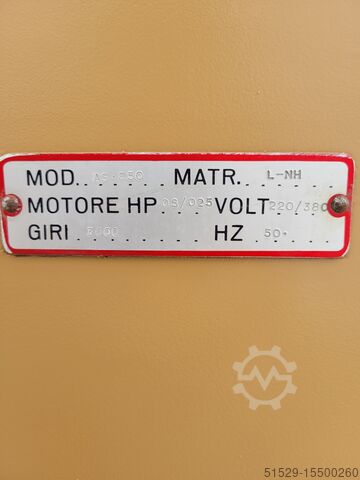 MOD. MATR. L-NH
MOTORE HP VOLT 220/380
GIRI HZ 50
51529-15500260